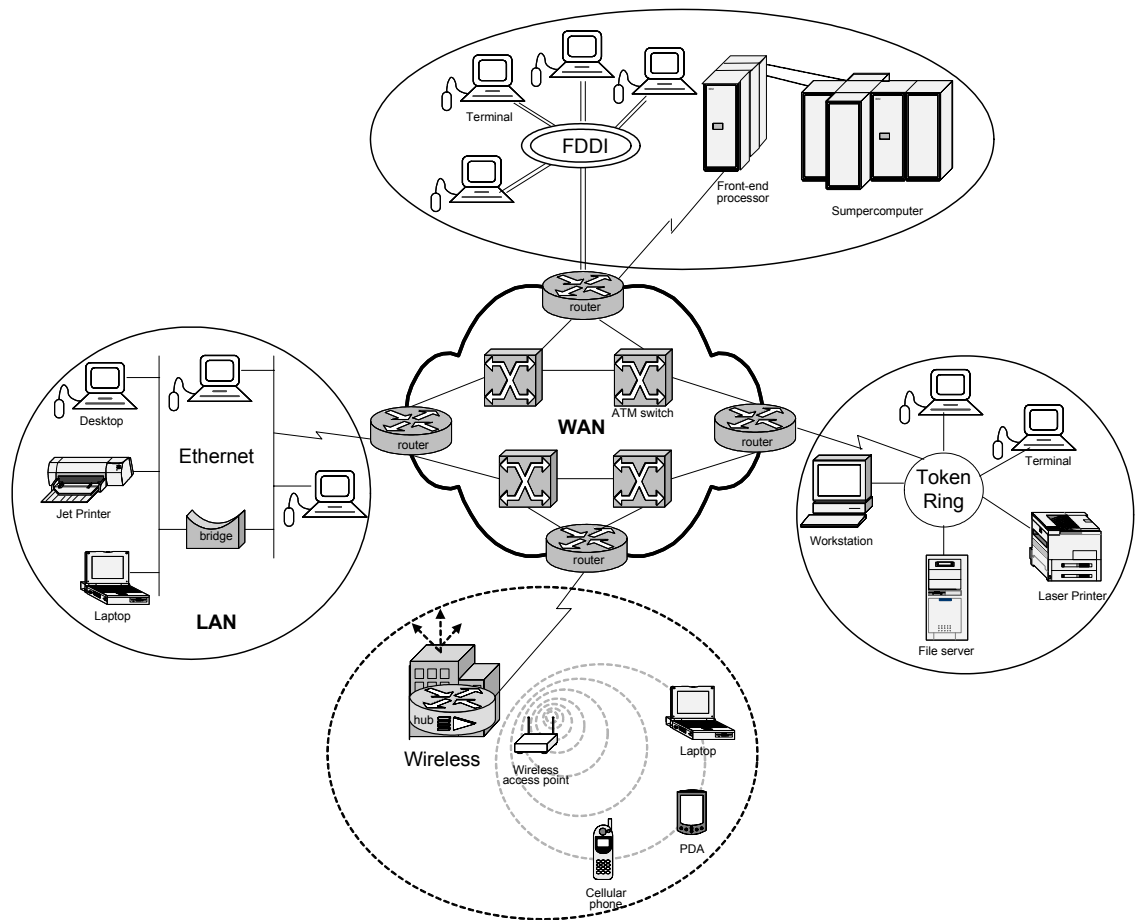 Terminal
FDDI
Front-end
processor
Sumpercomputer
router
ATM switch
WAN
router
router
router
Desktop
Ethernet
Jet Printer
bridge
Laptop
LAN
Terminal
Token
Ring
Workstation
Laser Printer
File server
hub
Wireless
Wireless
access point
Laptop
PDA
Cellular
phone